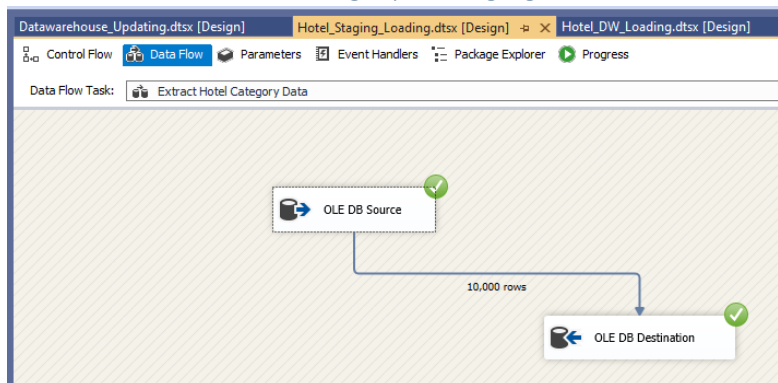 Datawarehouse_Updating.dtsx [Design] Hotel_Staging_Loading.dtsx [Design] Hotel_DW_Loading.dtsx [Design]
Control Flow Data Flow Parameters Event Handlers Package Explorer Progress
Data Flow Task: Extract Hotel Category Data
OLE DB Source
10,000 rows
OLE DB Destination